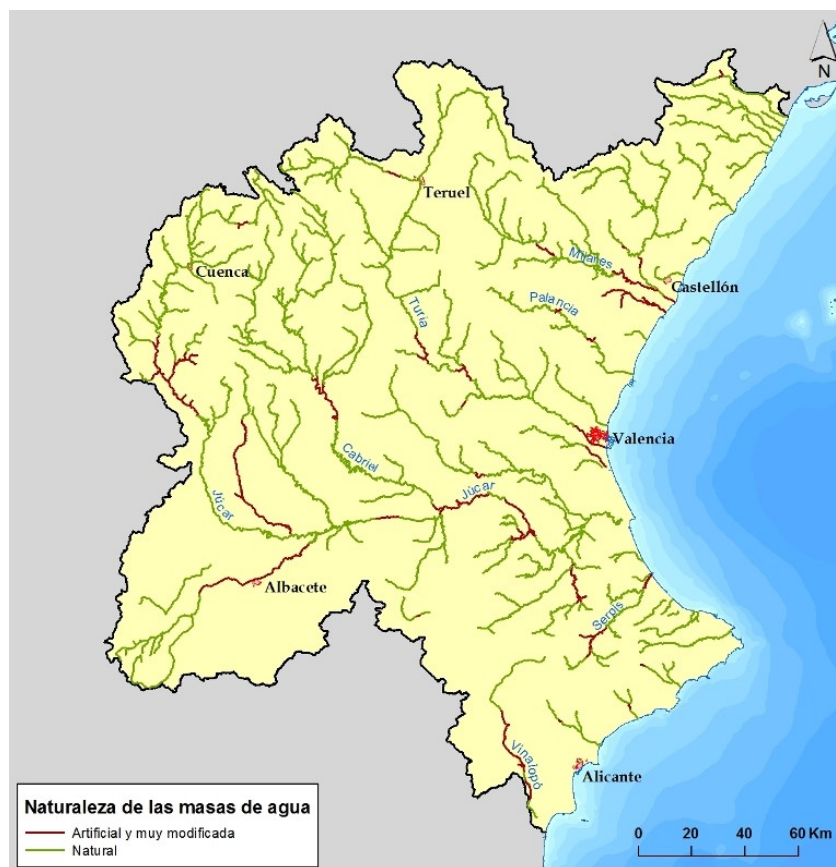 N
Teruel
Cuenca
Mijares
Castellón
Palancia
Turia
Valencia
Cabriel
Júcar
Júcar
Albacete
Serpis
Vinalopó
Alicante
Naturaleza de las masas de agua
Artificial y muy modificada
Natural
0 20 40 60 Km